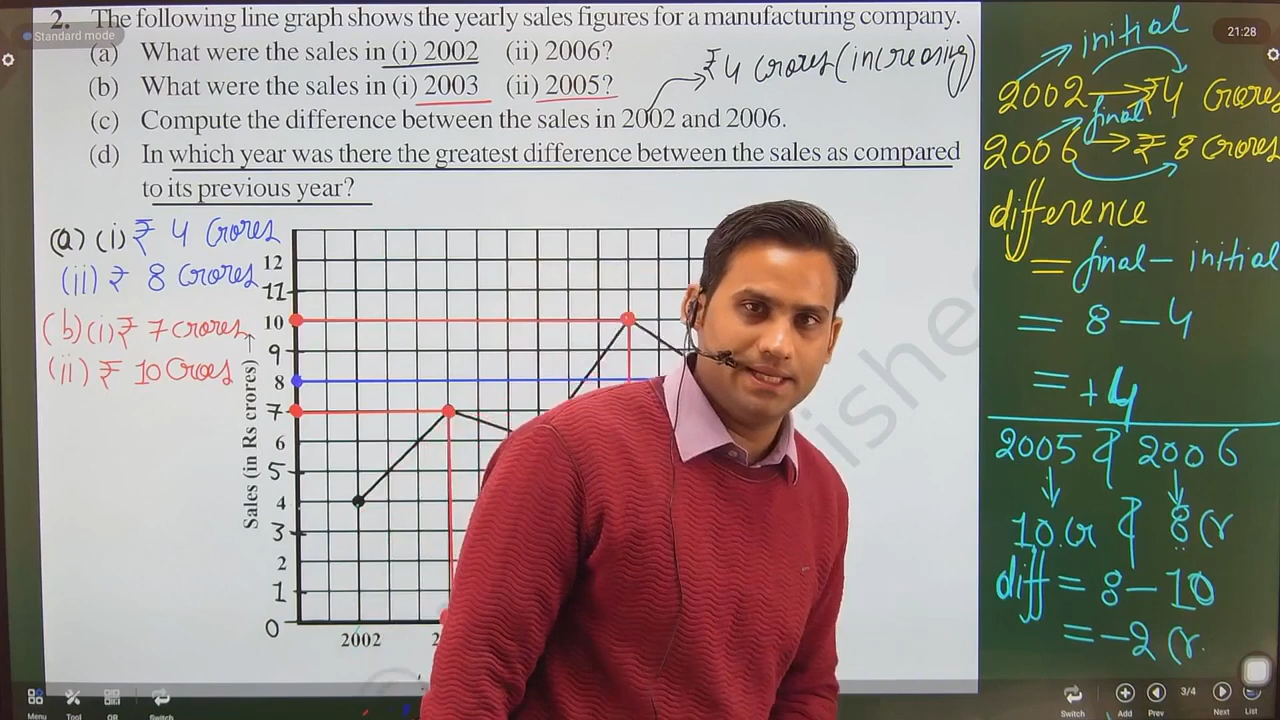 2. The following line graph shows the yearly sales figures for a manufacturing company.
Standard mode
(a) What were the sales in (i) 2002 (ii) 2006?
(b) What were the sales in (i) 2003 (ii) 2005?
₹ 4 crores (increasing)
(c) Compute the difference between the sales in 2002 and 2006.
(d) In which year was there the greatest difference between the sales as compared
to its previous year?
(a) (i) ₹ 4 Crores
(ii) ₹ 8 Crores
(b) (i) ₹ 7 crores
(ii) ₹ 10 Croes
12
11
10
9
8
7
6
5
4
3
2
1
0
Sales (in Rs crores)
2002
21:28
initial
2002 → ₹4 Crores
final
2006 → ₹ 8 Crores
difference
= final – initial
= 8 – 4
= +4
2005 & 2006
10 Cr & 8 Cr
diff = 8 – 10
= –2 Cr.
Menu
Tool
QR
Switch
Switch
Add
Prev
3/4
Next
List